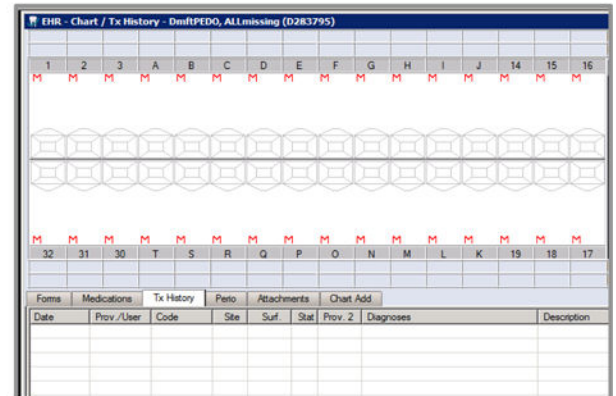 EHR - Chart / Tx History - DmftPEDO, ALLmissing (D283795)
1 2 3 A B C D E F G H I J 14 15 16
M M M M M M M M M M M M M M M M
M M M M M M M M M M M M M M M M
32 31 30 T S R Q P O N M L K 19 18 17
Forms Medications Tx History Perio Attachments Chart Add
Date Prov./User Code Site Surf. Stat Prov. 2 Diagnoses Description